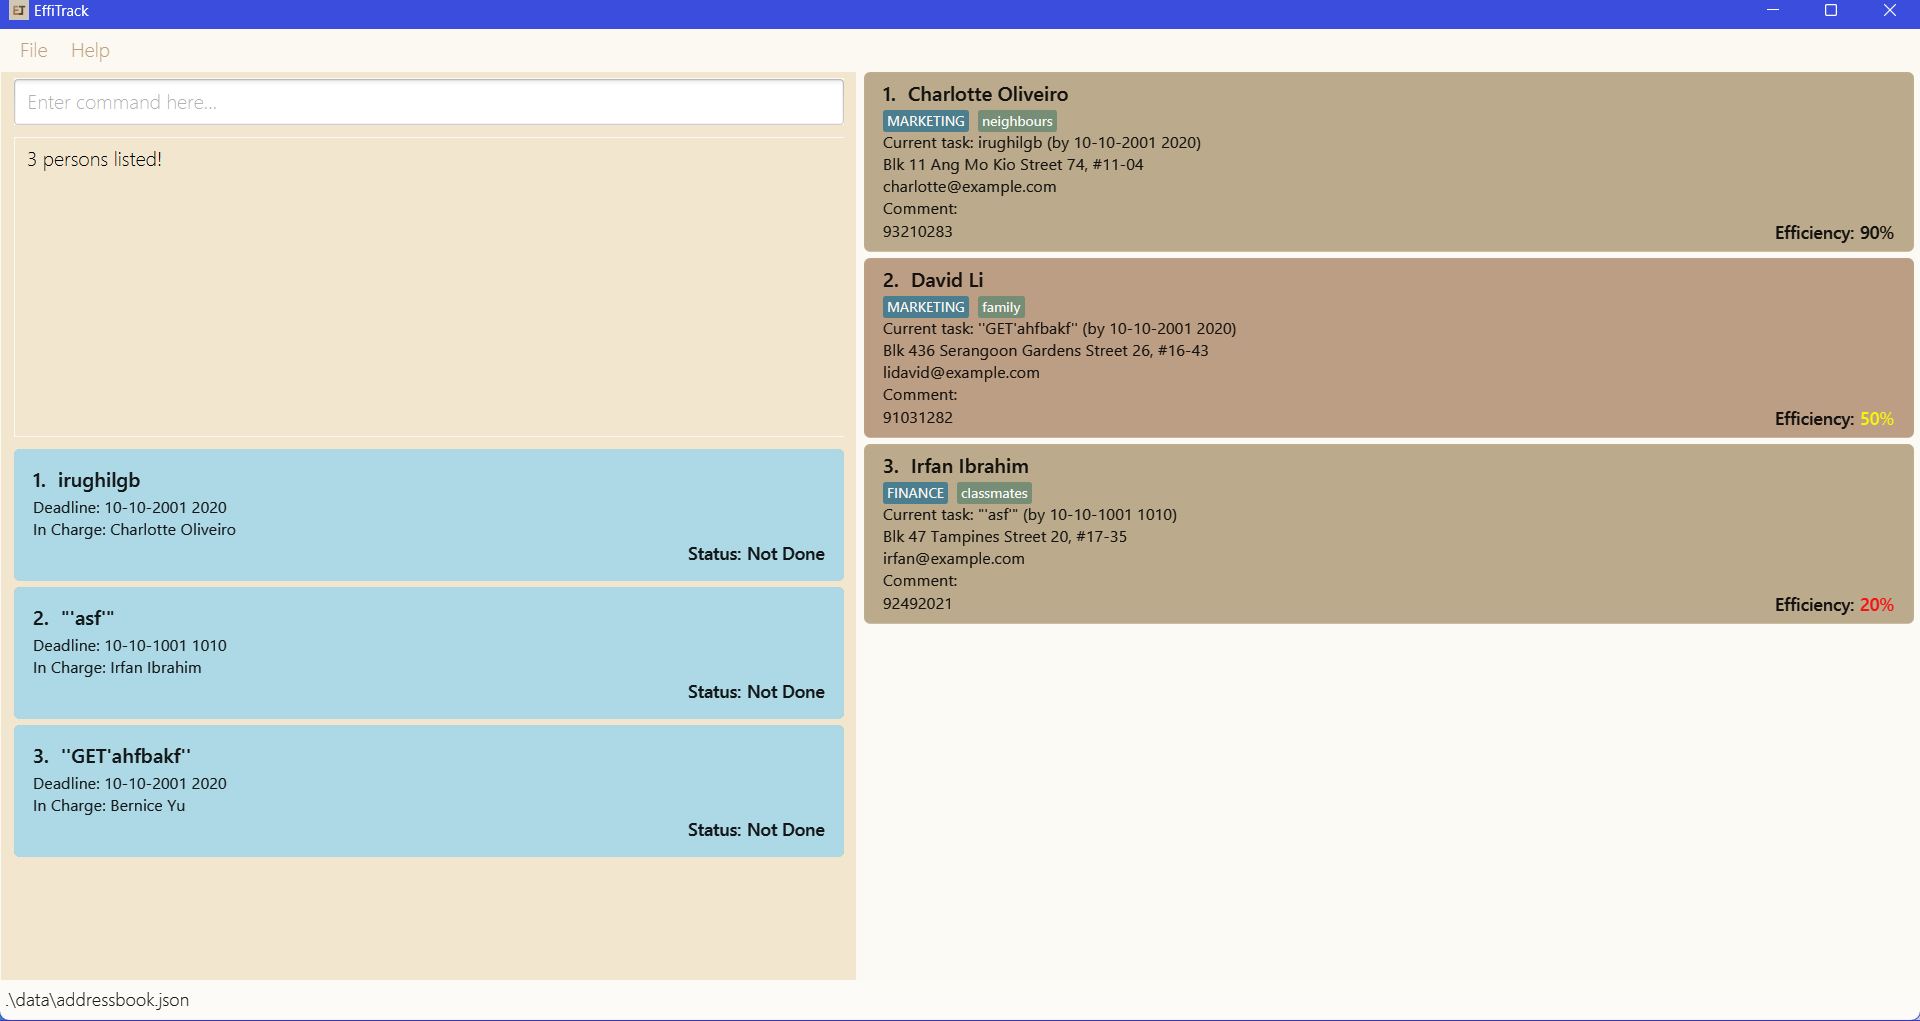 ET EffiTrack
File Help
Enter command here...
3 persons listed!
1. irughilgb
Deadline: 10-10-2001 2020
In Charge: Charlotte Oliveiro
Status: Not Done
2. "'asf'"
Deadline: 10-10-1001 1010
In Charge: Irfan Ibrahim
Status: Not Done
3. ''GET'ahfbakf''
Deadline: 10-10-2001 2020
In Charge: Bernice Yu
Status: Not Done
1. Charlotte Oliveiro
MARKETING neighbours
Current task: irughilgb (by 10-10-2001 2020)
Blk 11 Ang Mo Kio Street 74, #11-04
charlotte@example.com
Comment:
93210283
Efficiency: 90%
2. David Li
MARKETING family
Current task: ''GET'ahfbakf'' (by 10-10-2001 2020)
Blk 436 Serangoon Gardens Street 26, #16-43
lidavid@example.com
Comment:
91031282
Efficiency: 50%
3. Irfan Ibrahim
FINANCE classmates
Current task: "'asf'" (by 10-10-1001 1010)
Blk 47 Tampines Street 20, #17-35
irfan@example.com
Comment:
92492021
Efficiency: 20%
.\data\addressbook.json